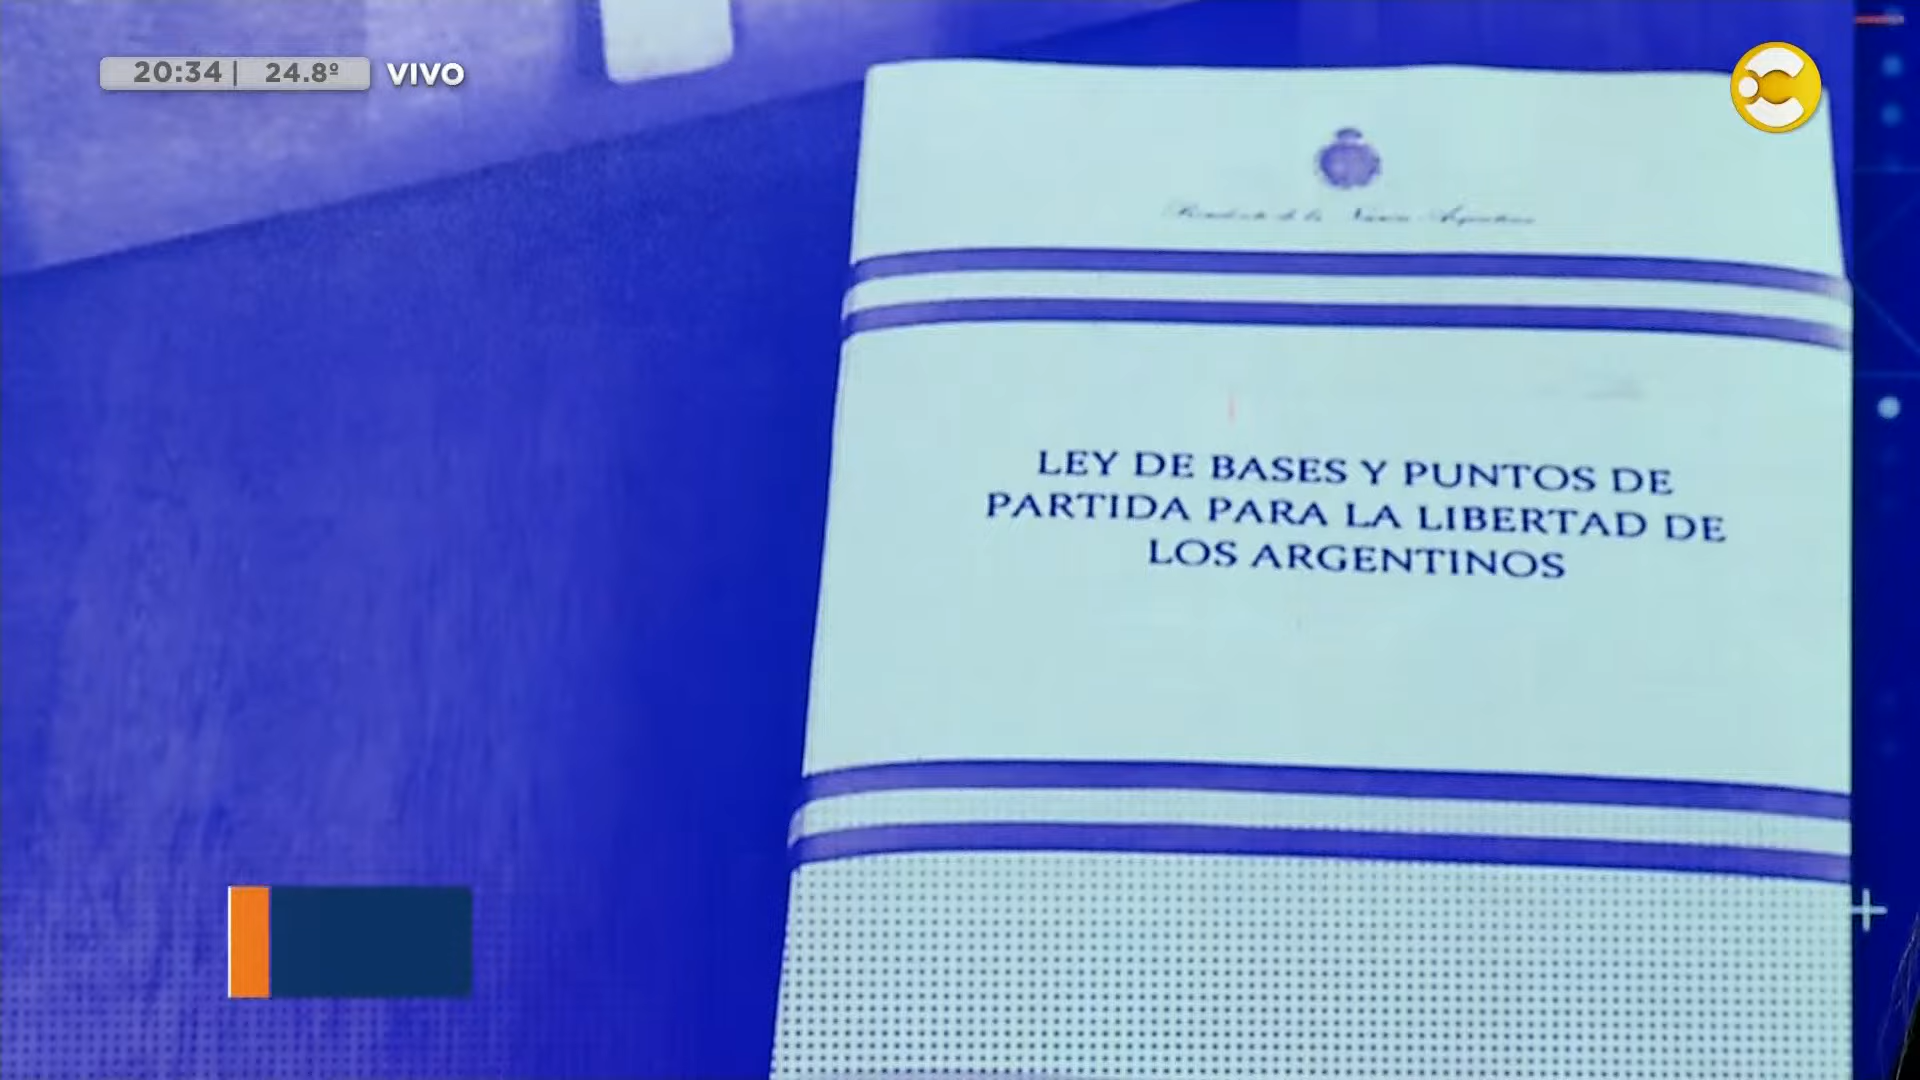 20:34 | 24.8º VIVO
LEY DE BASES Y PUNTOS DE
PARTIDA PARA LA LIBERTAD DE
LOS ARGENTINOS